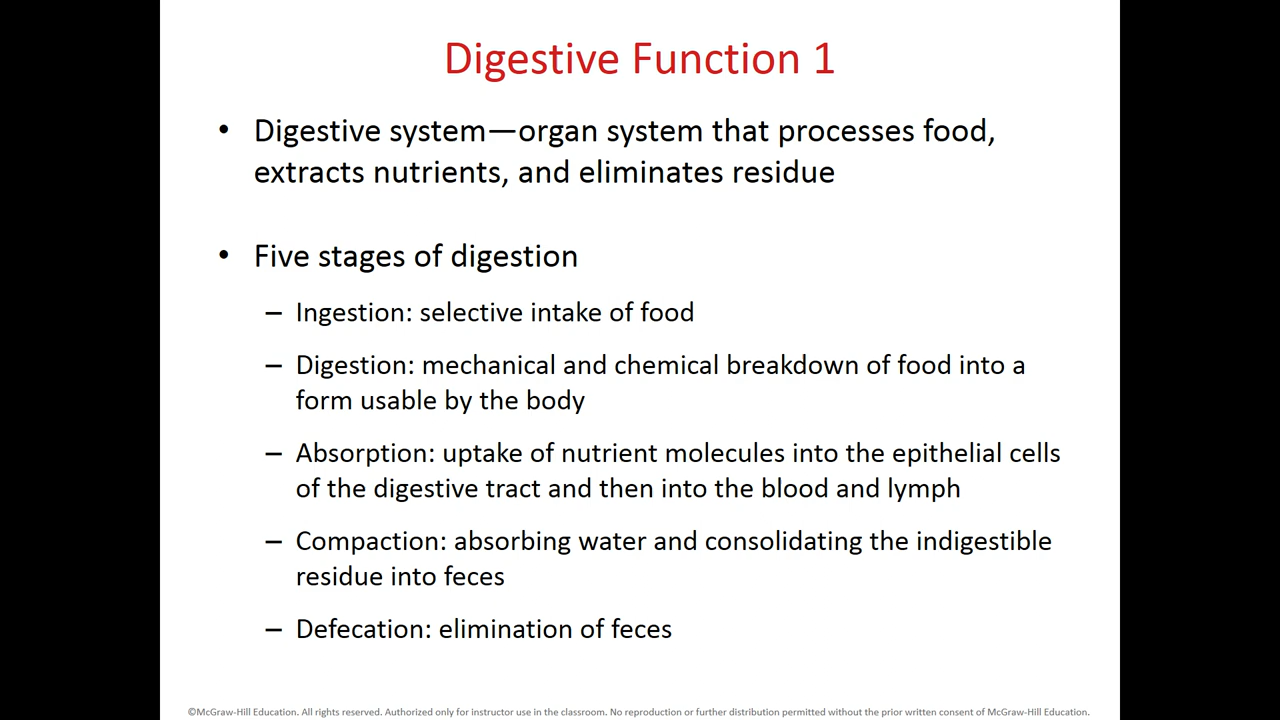 Digestive Function 1
• Digestive system—organ system that processes food,
extracts nutrients, and eliminates residue
• Five stages of digestion
– Ingestion: selective intake of food
– Digestion: mechanical and chemical breakdown of food into a
form usable by the body
– Absorption: uptake of nutrient molecules into the epithelial cells
of the digestive tract and then into the blood and lymph
– Compaction: absorbing water and consolidating the indigestible
residue into feces
– Defecation: elimination of feces
©McGraw-Hill Education. All rights reserved. Authorized only for instructor use in the classroom. No reproduction or further distribution permitted without the prior written consent of McGraw-Hill Education.